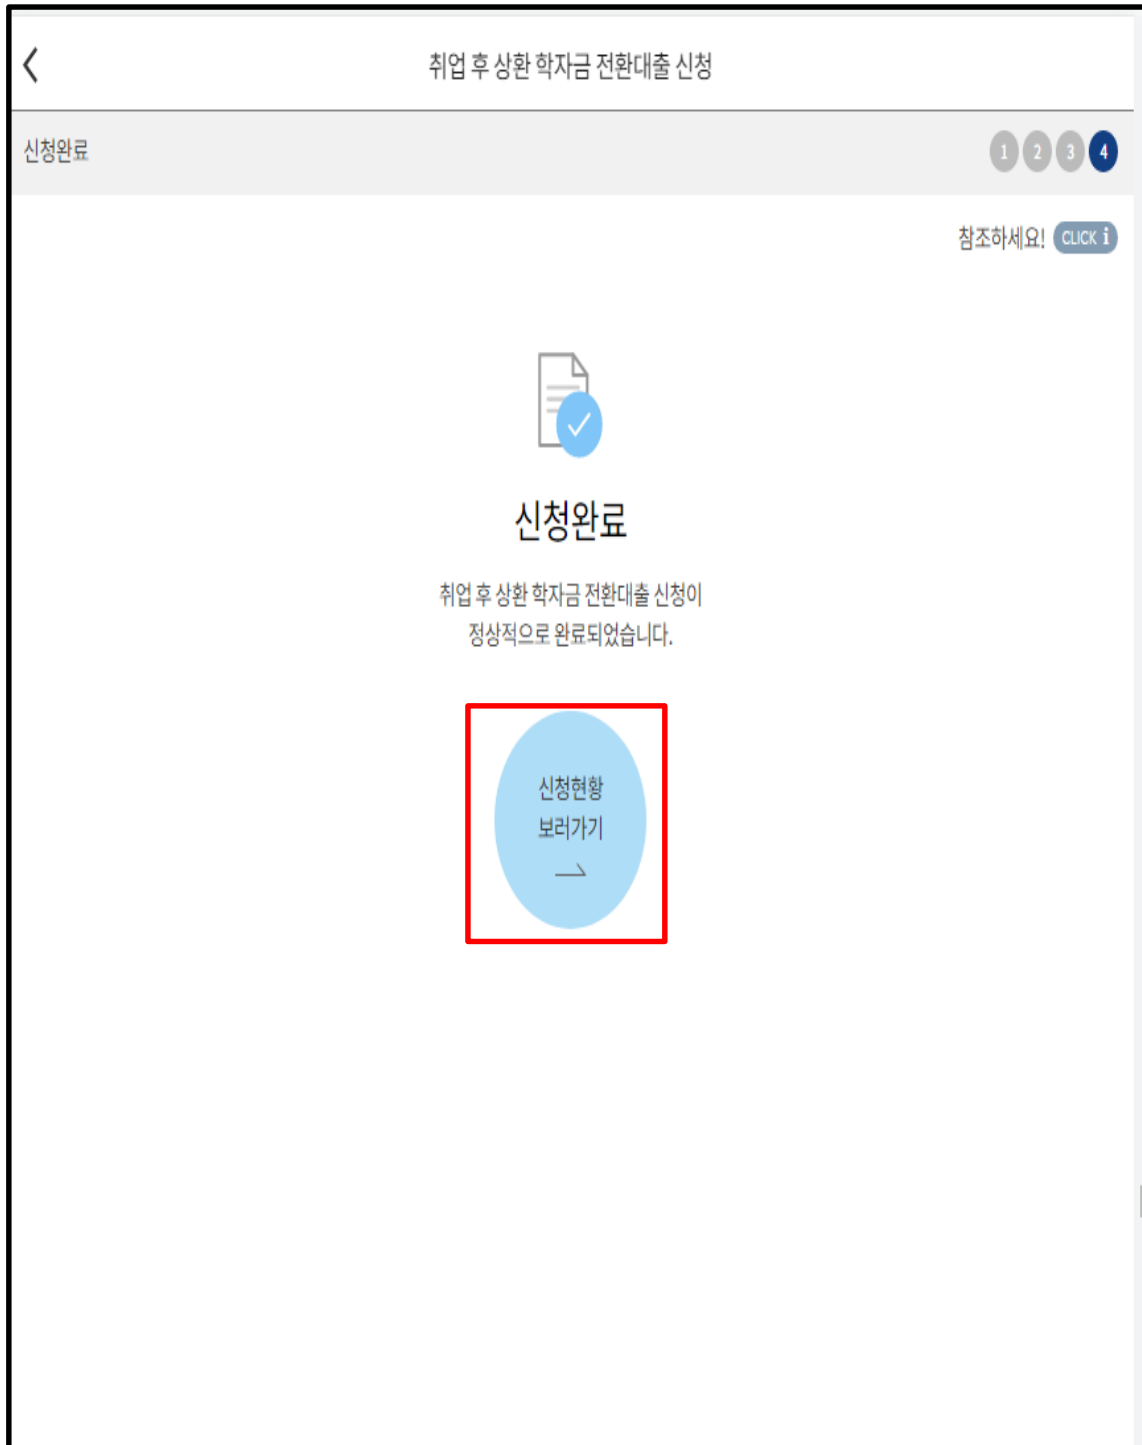 취업 후 상환 학자금 전환대출 신청
신청완료
1 2 3 4
참조하세요! CLICK i
신청완료
취업 후 상환 학자금 전환대출 신청이
정상적으로 완료되었습니다.
신청현황
보러가기